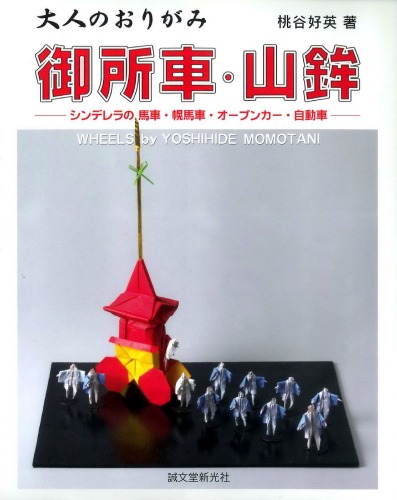 大人のおりがみ 桃谷好英 著
御所車・山鉾
シンデレラの 馬車・幌馬車・オープンカー・自動車
WHEELS by YOSHIHIDE MOMOTANI
誠文堂新光社